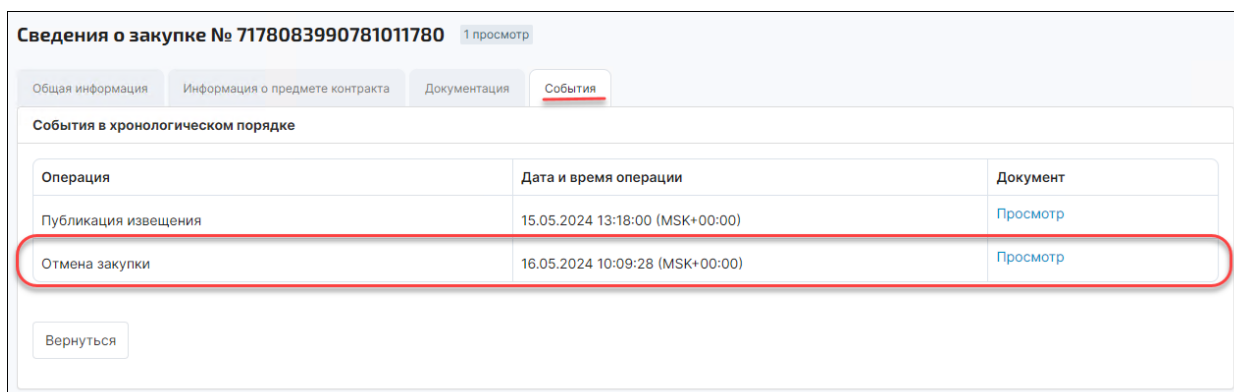 Сведения о закупке № 7178083990781011780 1 просмотр
Общая информация Информация о предмете контракта Документация События
События в хронологическом порядке
Операция Дата и время операции Документ
Публикация извещения 15.05.2024 13:18:00 (MSK+00:00) Просмотр
Отмена закупки 16.05.2024 10:09:28 (MSK+00:00) Просмотр
Вернуться